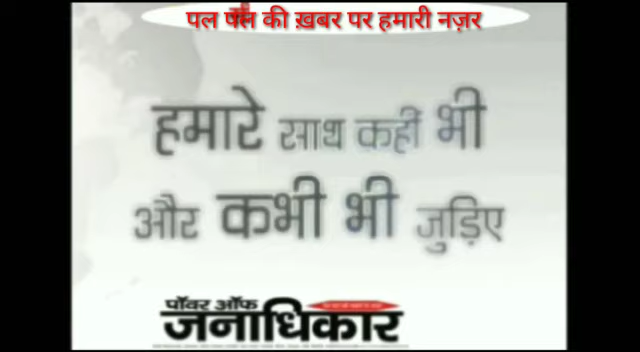 पल पल की ख़बर पर हमारी नज़र
हमारे साथ कहीं भी
और कभी भी जुड़िए
पॉवर ऑफ
जनाधिकार